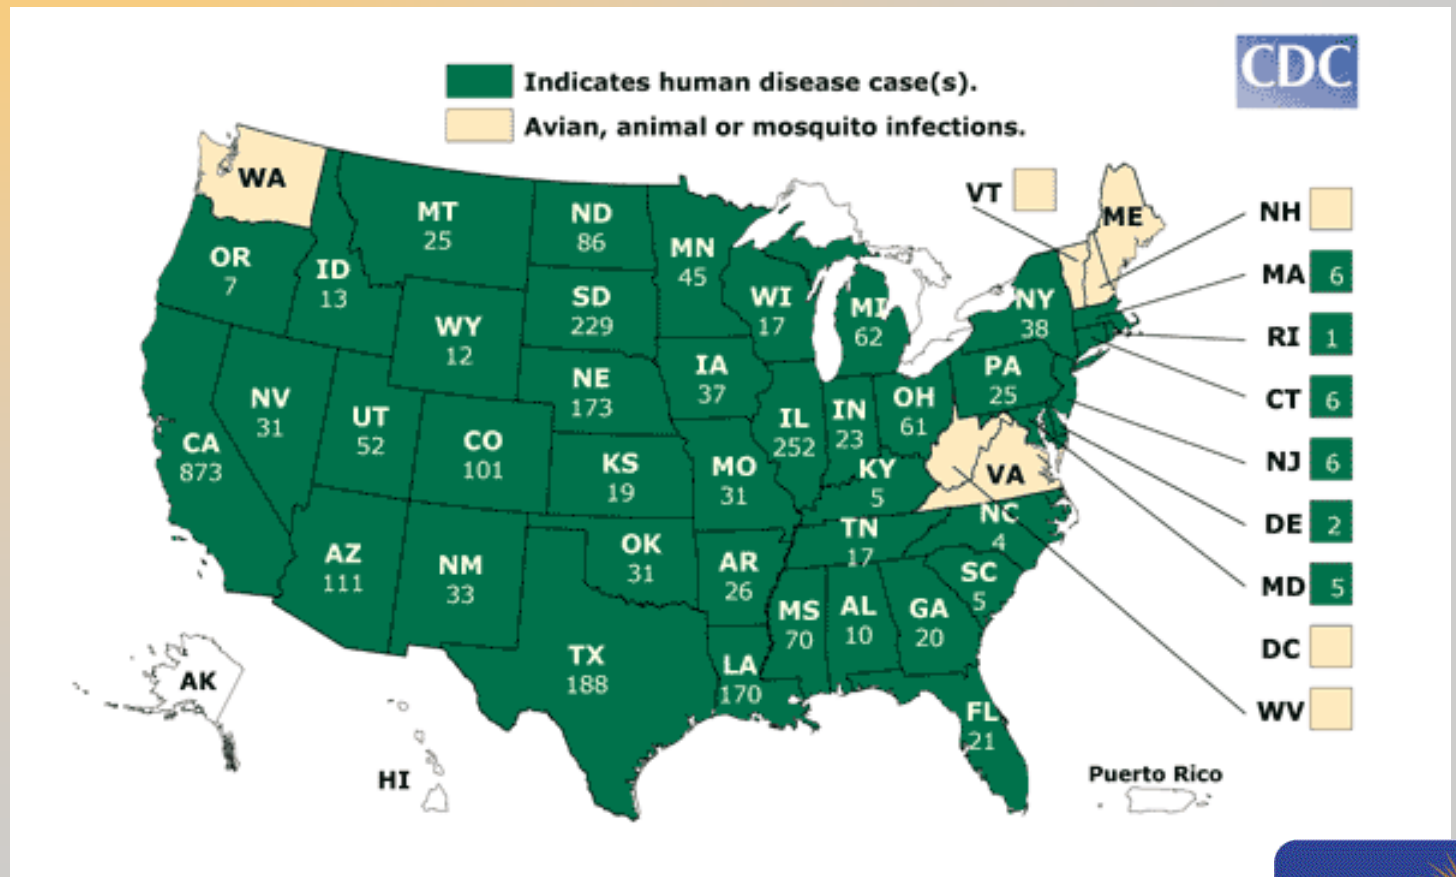 CDC
Indicates human disease case(s).
Avian, animal or mosquito infections.
WA
VT
NH
ME
MT
25
ND
86
MN
45
OR
7
ID
13
MA 6
SD
229
WI
17
MI
62
NY
38
WY
12
RI 1
IA
37
PA
25
NE
173
NV
31
UT
52
CT 6
OH
61
IN
23
IL
252
CA
873
CO
101
NJ 6
KS
19
MO
31
KY
5
VA
DE 2
NC
4
TN
17
AZ
111
NM
33
OK
31
AR
26
SC
5
MD 5
MS
70
AL
10
GA
20
DC
TX
188
LA
170
AK
WV
FL
21
HI
Puerto Rico